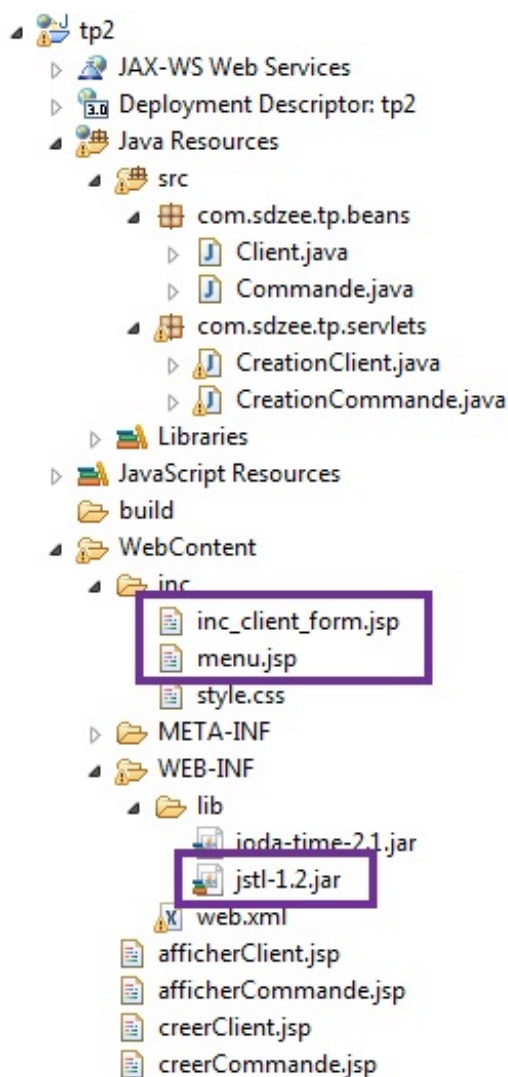 tp2
JAX-WS Web Services
3.0 Deployment Descriptor: tp2
Java Resources
src
com.sdzee.tp.beans
J Client.java
J Commande.java
com.sdzee.tp.servlets
J CreationClient.java
J CreationCommande.java
Libraries
JavaScript Resources
build
WebContent
inc
inc_client_form.jsp
menu.jsp
style.css
META-INF
WEB-INF
lib
joda-time-2.1.jar
jstl-1.2.jar
X web.xml
afficherClient.jsp
afficherCommande.jsp
creerClient.jsp
creerCommande.jsp